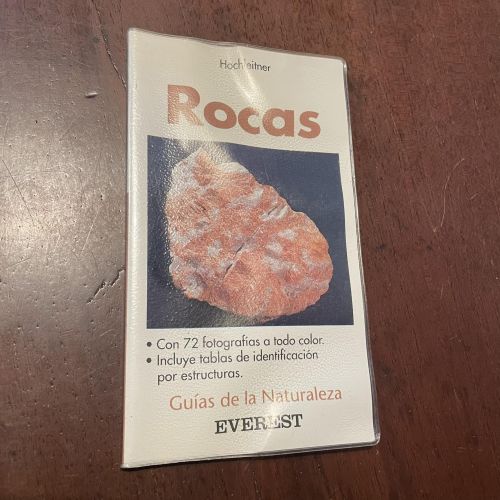 Hochleitner
Rocas
• Con 72 fotografías a todo color.
• Incluye tablas de identificación
por estructuras.
Guías de la Naturaleza
EVEREST